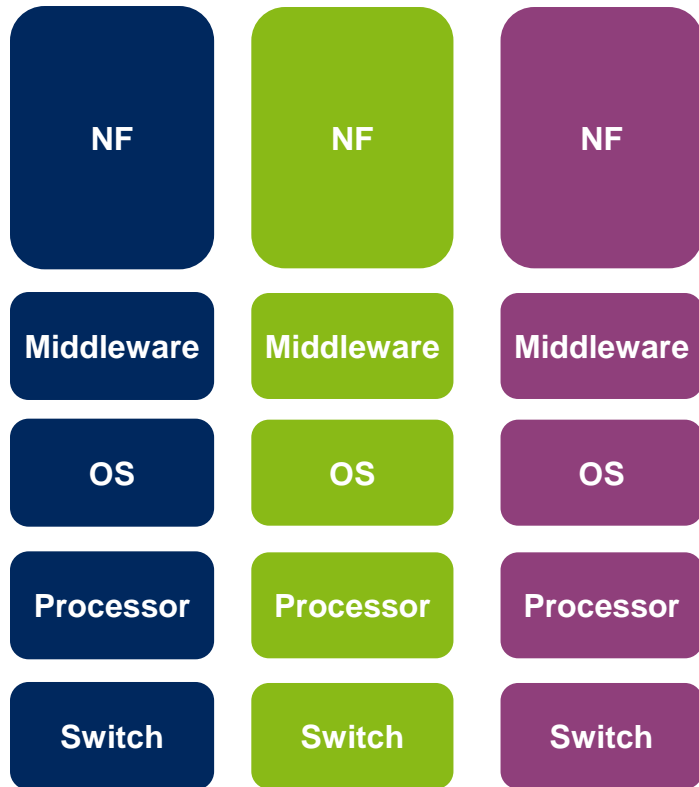 NF NF NF
Middleware Middleware Middleware
OS OS OS
Processor Processor Processor
Switch Switch Switch